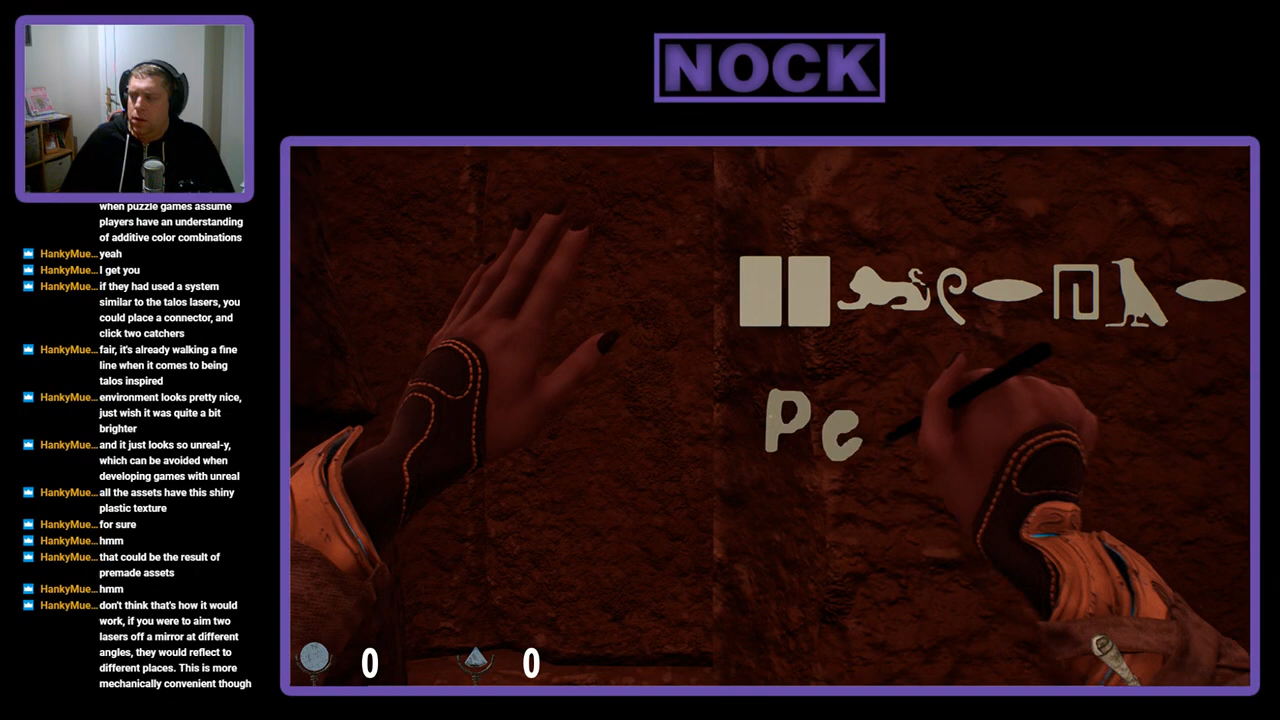 NOCK
when puzzle games assume
players have an understanding
of additive color combinations
HankyMue... yeah
HankyMue... I get you
HankyMue... if they had used a system
similar to the talos lasers, you
could place a connector, and
click two catchers
HankyMue... fair, it's already walking a fine
line when it comes to being
talos inspired
HankyMue... environment looks pretty nice,
just wish it was quite a bit
brighter
HankyMue... and it just looks so unreal-y,
which can be avoided when
developing games with unreal
HankyMue... all the assets have this shiny
plastic texture
HankyMue... for sure
HankyMue... hmm
HankyMue... that could be the result of
premade assets
HankyMue... hmm
HankyMue... don't think that's how it would
work, if you were to aim two
lasers off a mirror at different
angles, they would reflect to
different places. This is more
mechanically convenient though
Pc
0
0